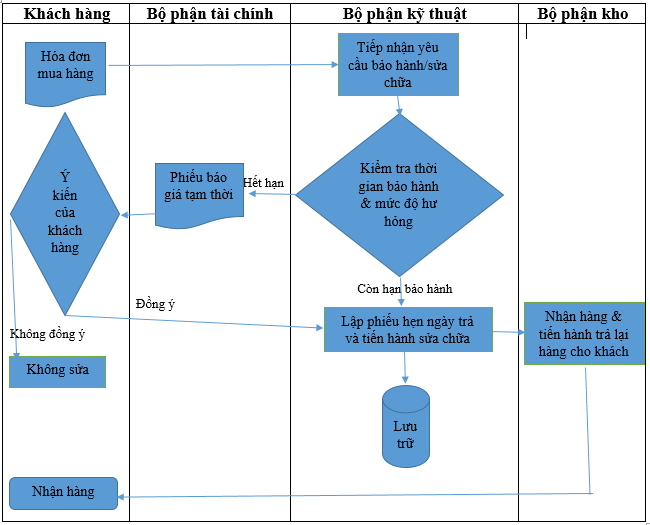 Khách hàng
Bộ phận tài chính
Bộ phận kỹ thuật
Bộ phận kho
Hóa đơn
mua hàng
Tiếp nhận yêu
cầu bảo hành/sửa
chữa
Ý
kiến
của
khách
hàng
Phiếu báo
giá tạm thời
Hết hạn
Kiểm tra thời
gian bảo hành
& mức độ hư
hỏng
Còn hạn bảo hành
Đồng ý
Không đồng ý
Lập phiếu hẹn ngày trả
và tiến hành sửa chữa
Nhận hàng &
tiến hành trả lại
hàng cho khách
Không sửa
Lưu
trữ
Nhận hàng